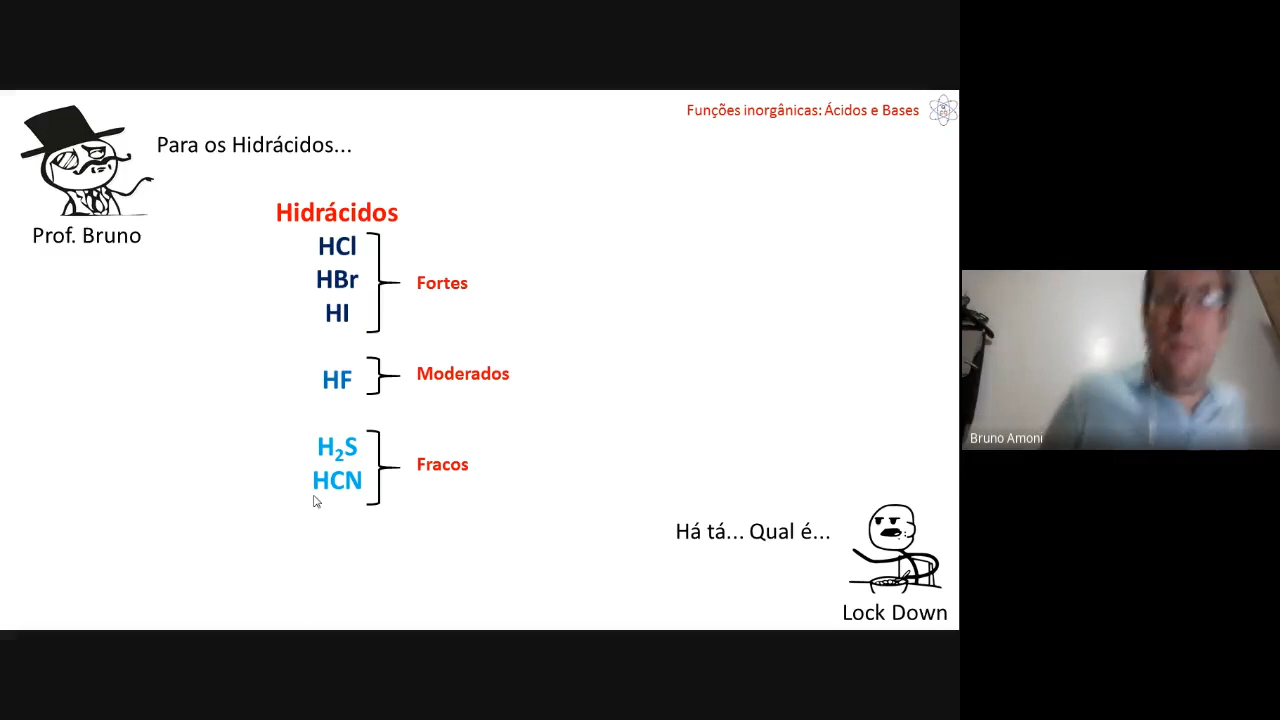 Funções inorgânicas: Ácidos e Bases
Para os Hidrácidos...
Prof. Bruno
Hidrácidos
HCl
HBr
HI
Fortes
HF
Moderados
H₂S
HCN
Fracos
Há tá... Qual é...
Lock Down
Bruno Amoni